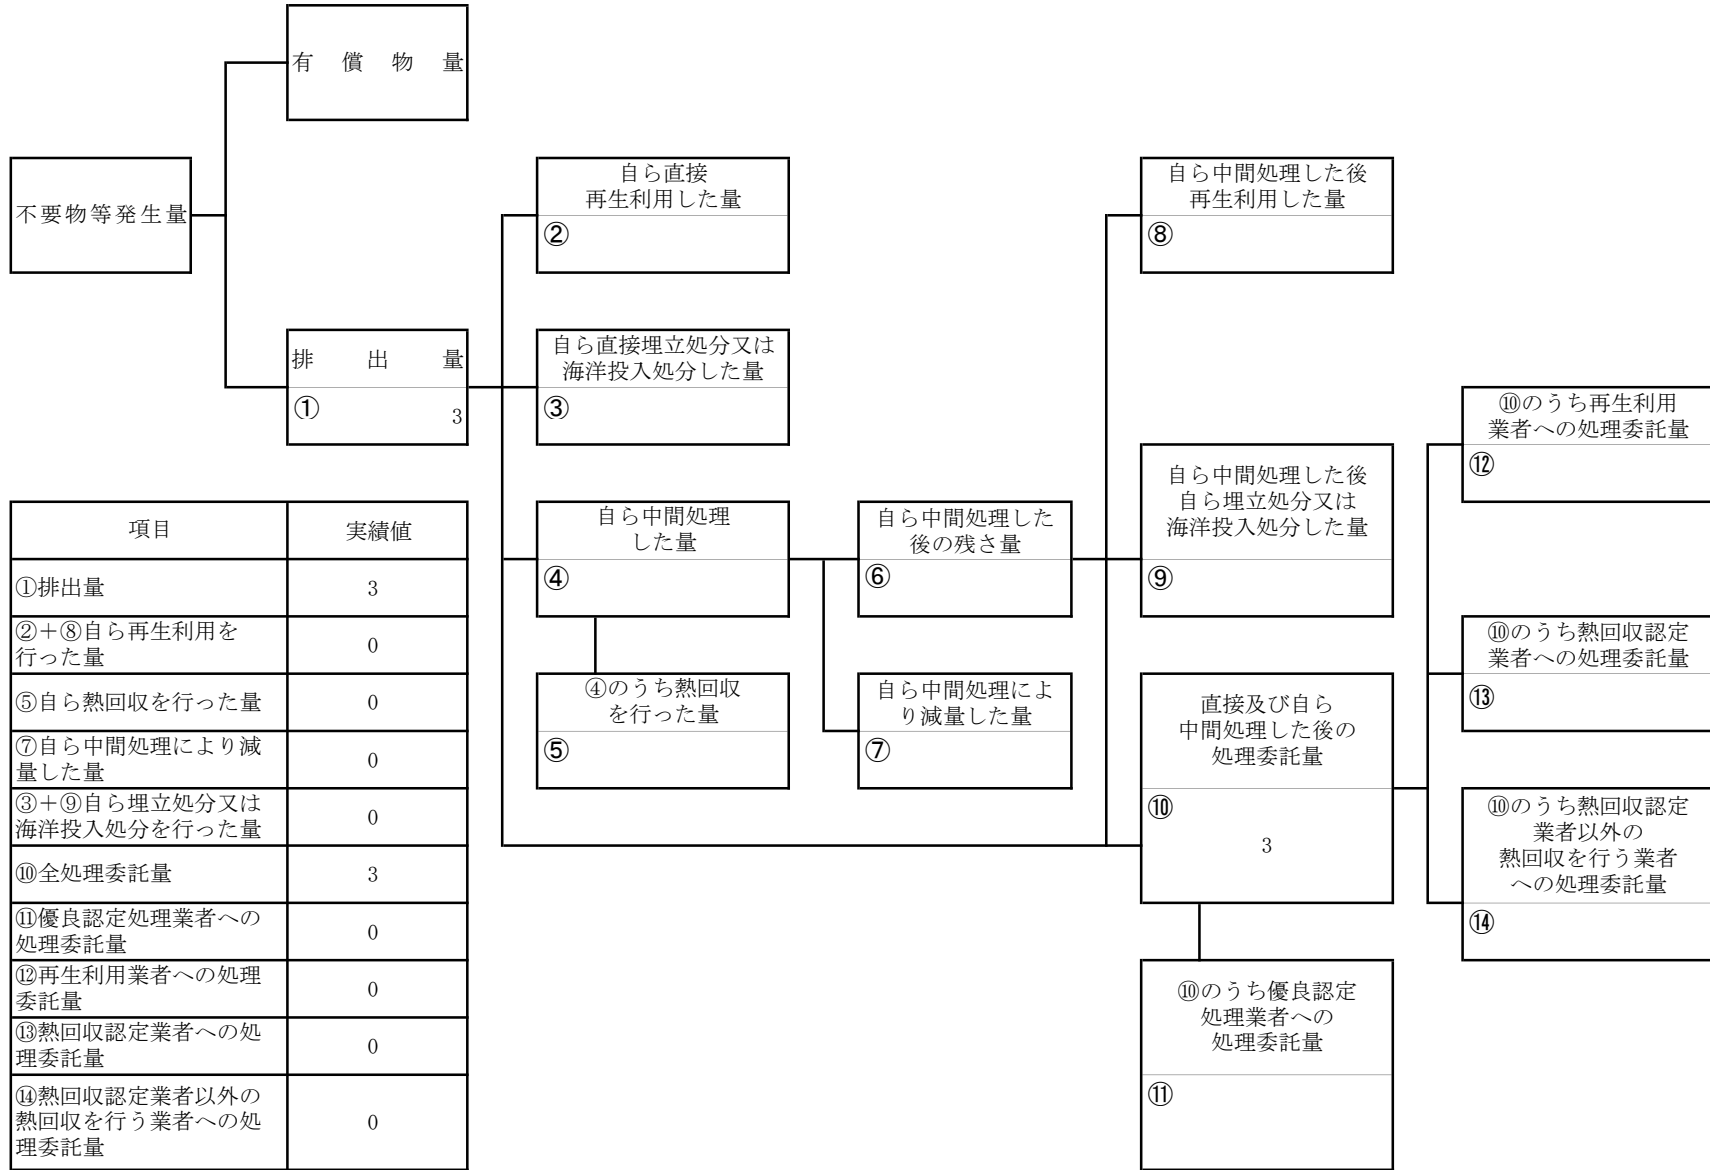 有償物量
不要物等発生量
自ら直接
再生利用した量
②
自ら中間処理した後
再生利用した量
⑧
排出量
① 3
自ら直接埋立処分又は
海洋投入処分した量
③
⑩のうち再生利用
業者への処理委託量
⑫
自ら中間処理
した量
④
自ら中間処理した
後の残さ量
⑥
自ら中間処理した後
自ら埋立処分又は
海洋投入処分した量
⑨
④のうち熱回収
を行った量
⑤
自ら中間処理によ
り減量した量
⑦
直接及び自ら
中間処理した後の
処理委託量
⑩
3
⑩のうち熱回収認定
業者への処理委託量
⑬
⑩のうち熱回収認定
業者以外の
熱回収を行う業者
への処理委託量
⑭
⑩のうち優良認定
処理業者への
処理委託量
⑪
項目 実績値
①排出量 3
②+⑧自ら再生利用を
行った量 0
⑤自ら熱回収を行った量 0
⑦自ら中間処理により減
量した量 0
③+⑨自ら埋立処分又は
海洋投入処分を行った量 0
⑩全処理委託量 3
⑪優良認定処理業者への
処理委託量 0
⑫再生利用業者への処理
委託量 0
⑬熱回収認定業者への処
理委託量 0
⑭熱回収認定業者以外の
熱回収を行う業者への処
理委託量 0